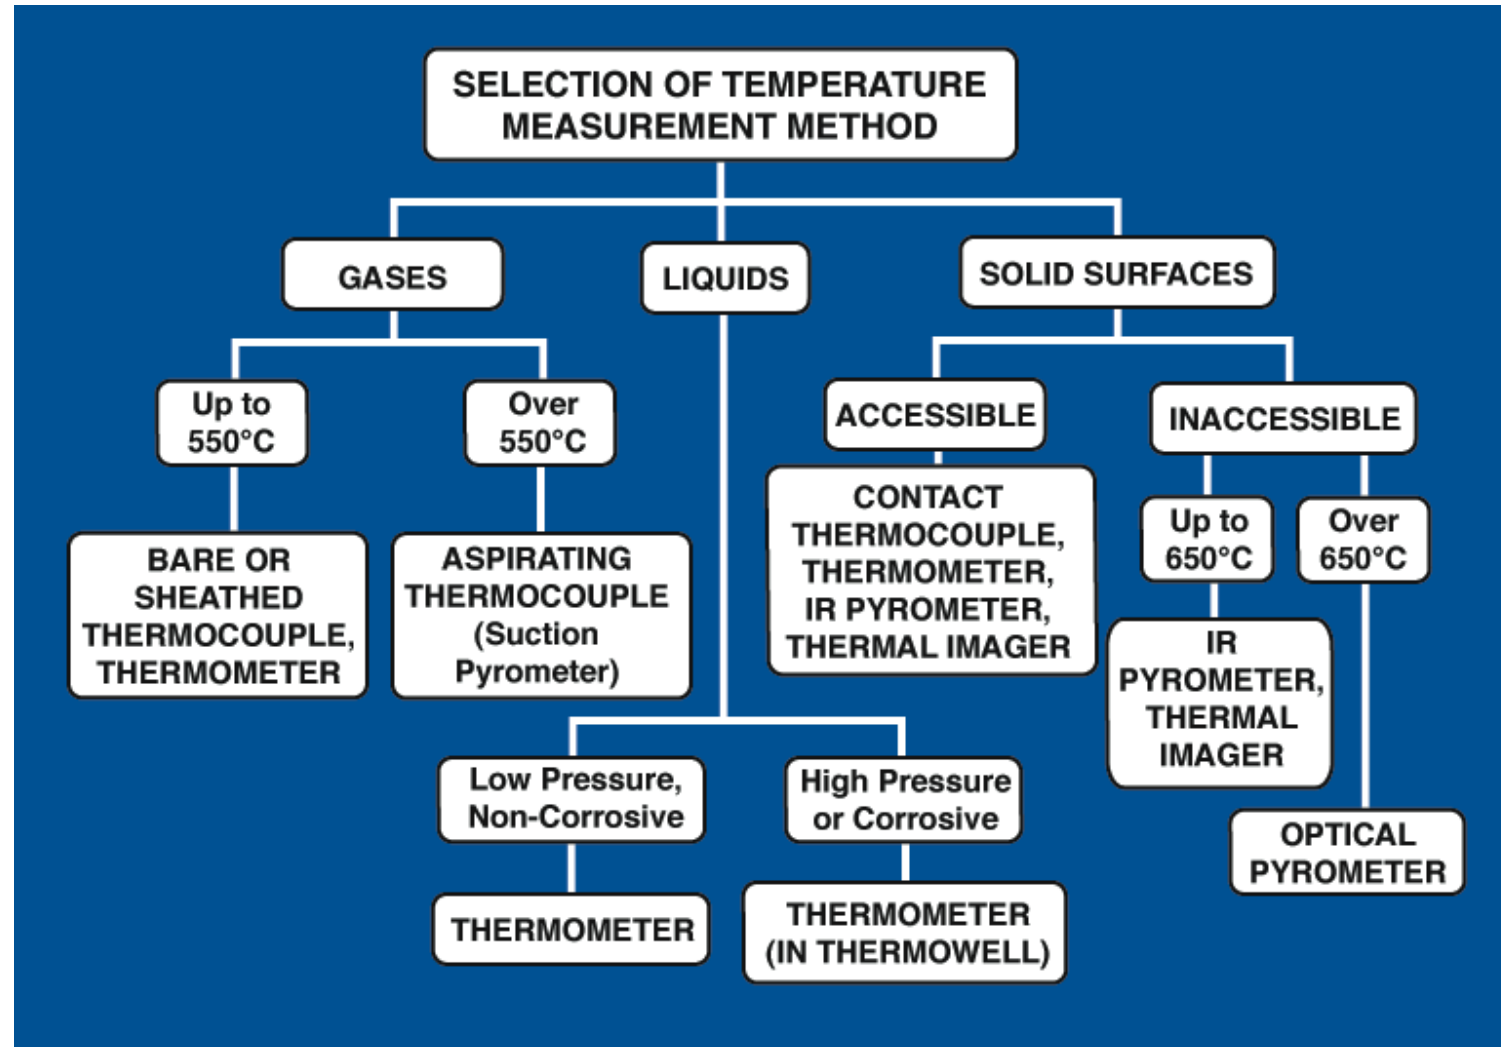 SELECTION OF TEMPERATURE
MEASUREMENT METHOD
GASES
LIQUIDS
SOLID SURFACES
Up to
550°C
Over
550°C
ACCESSIBLE
INACCESSIBLE
BARE OR
SHEATHED
THERMOCOUPLE,
THERMOMETER
ASPIRATING
THERMOCOUPLE
(Suction
Pyrometer)
CONTACT
THERMOCOUPLE,
THERMOMETER,
IR PYROMETER,
THERMAL IMAGER
Up to
650°C
Over
650°C
IR
PYROMETER,
THERMAL
IMAGER
OPTICAL
PYROMETER
Low Pressure,
Non-Corrosive
High Pressure
or Corrosive
THERMOMETER
THERMOMETER
(IN THERMOWELL)